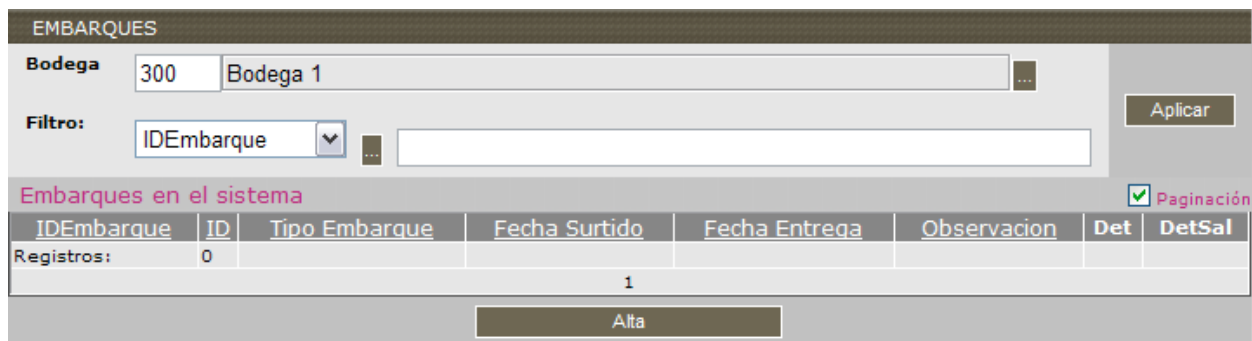 EMBARQUES
Bodega 300 Bodega 1 ...
Aplicar
Filtro: IDEmbarque ...
Embarques en el sistema Paginación
IDEmbarque ID Tipo Embarque Fecha Surtido Fecha Entrega Observacion Det DetSal
Registros: 0
1
Alta